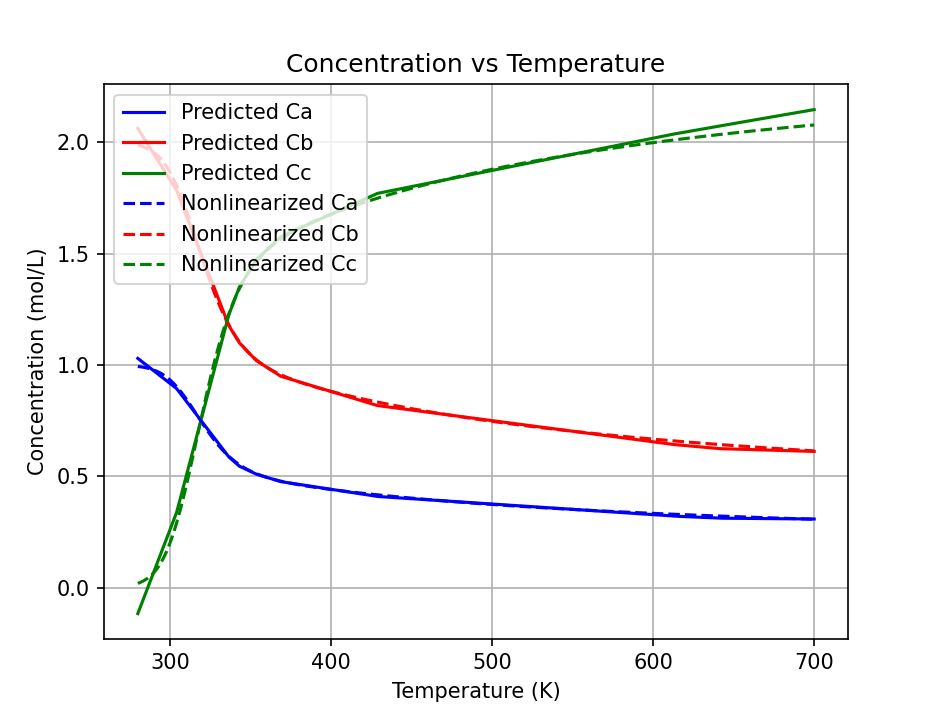 Concentration vs Temperature
Predicted Ca
Predicted Cb
Predicted Cc
Nonlinearized Ca
Nonlinearized Cb
Nonlinearized Cc
Concentration (mol/L)
2.0
1.5
1.0
0.5
0.0
300 400 500 600 700
Temperature (K)